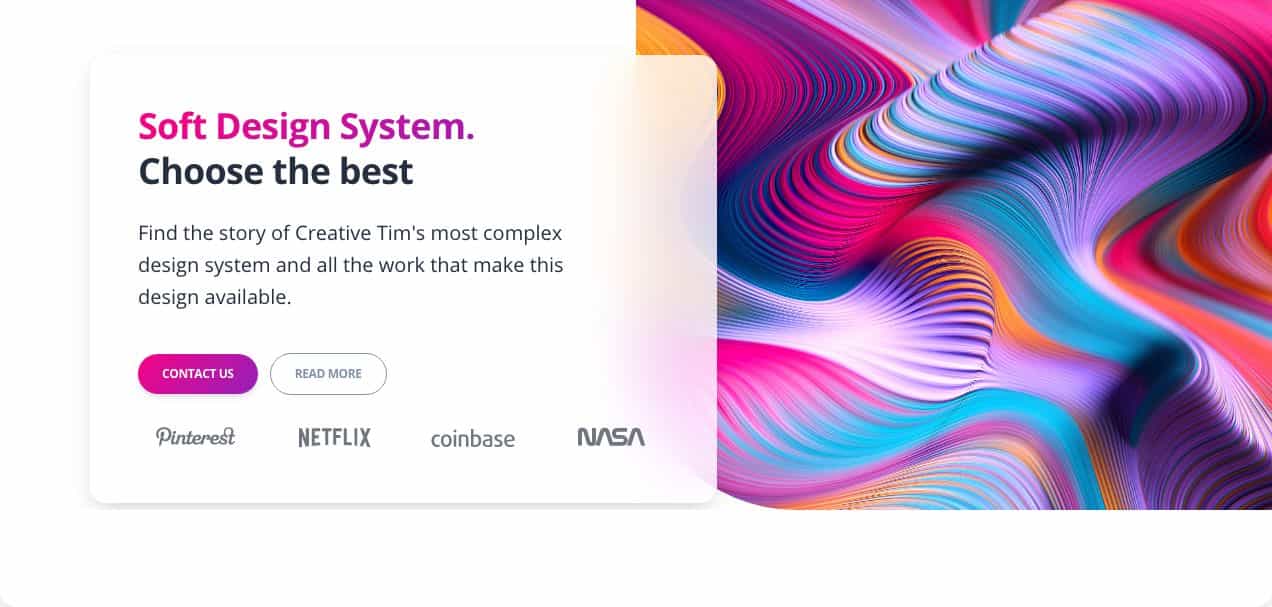 Soft Design System.
Choose the best
Find the story of Creative Tim's most complex
design system and all the work that make this
design available.
CONTACT US READ MORE
Pinterest NETFLIX coinbase NASA